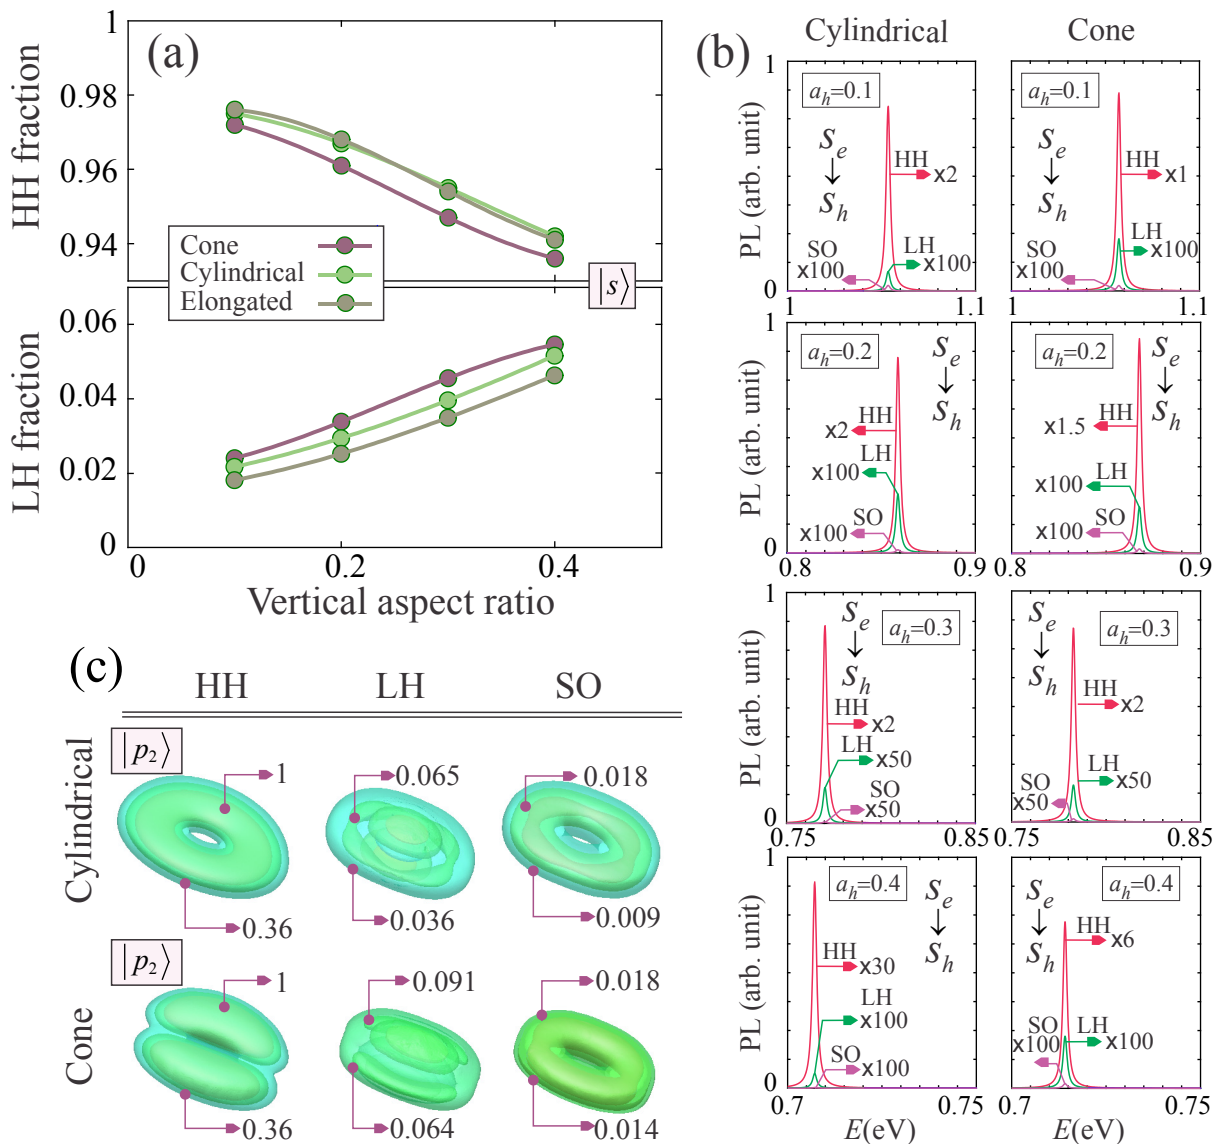 (a)
HH fraction
1
0.98
0.96
0.94
Cone
Cylindrical
Elongated
|s⟩
LH fraction
0.06
0.04
0.02
0
0
0.2
0.4
Vertical aspect ratio
(b)
Cylindrical
Cone
PL (arb. unit)
1
0
a_h=0.1
S_e
↓
S_h
HH
x2
SO
x100
LH
x100
1
1.1
a_h=0.1
S_e
↓
S_h
HH
x1
SO
x100
LH
x100
1
1.1
PL (arb. unit)
1
0
a_h=0.2
S_e
↓
S_h
x2
HH
x100
LH
x100
SO
0.8
0.9
a_h=0.2
S_e
↓
S_h
x1.5
HH
x100
LH
x100
SO
0.8
0.9
PL (arb. unit)
1
0
S_e
↓
S_h
a_h=0.3
HH
x2
LH
x50
SO
x50
0.75
0.85
S_e
↓
S_h
a_h=0.3
HH
x2
SO
x50
LH
x50
0.75
0.85
PL (arb. unit)
1
0
a_h=0.4
S_e
↓
S_h
HH
x30
LH
x100
SO
x100
0.7
0.75
S_e
↓
S_h
a_h=0.4
HH
x6
SO
x100
LH
x100
0.7
0.75
E(eV)
E(eV)
(c)
HH
LH
SO
Cylindrical
|p₂⟩
1
0.36
0.065
0.036
0.018
0.009
Cone
|p₂⟩
1
0.36
0.091
0.064
0.018
0.014